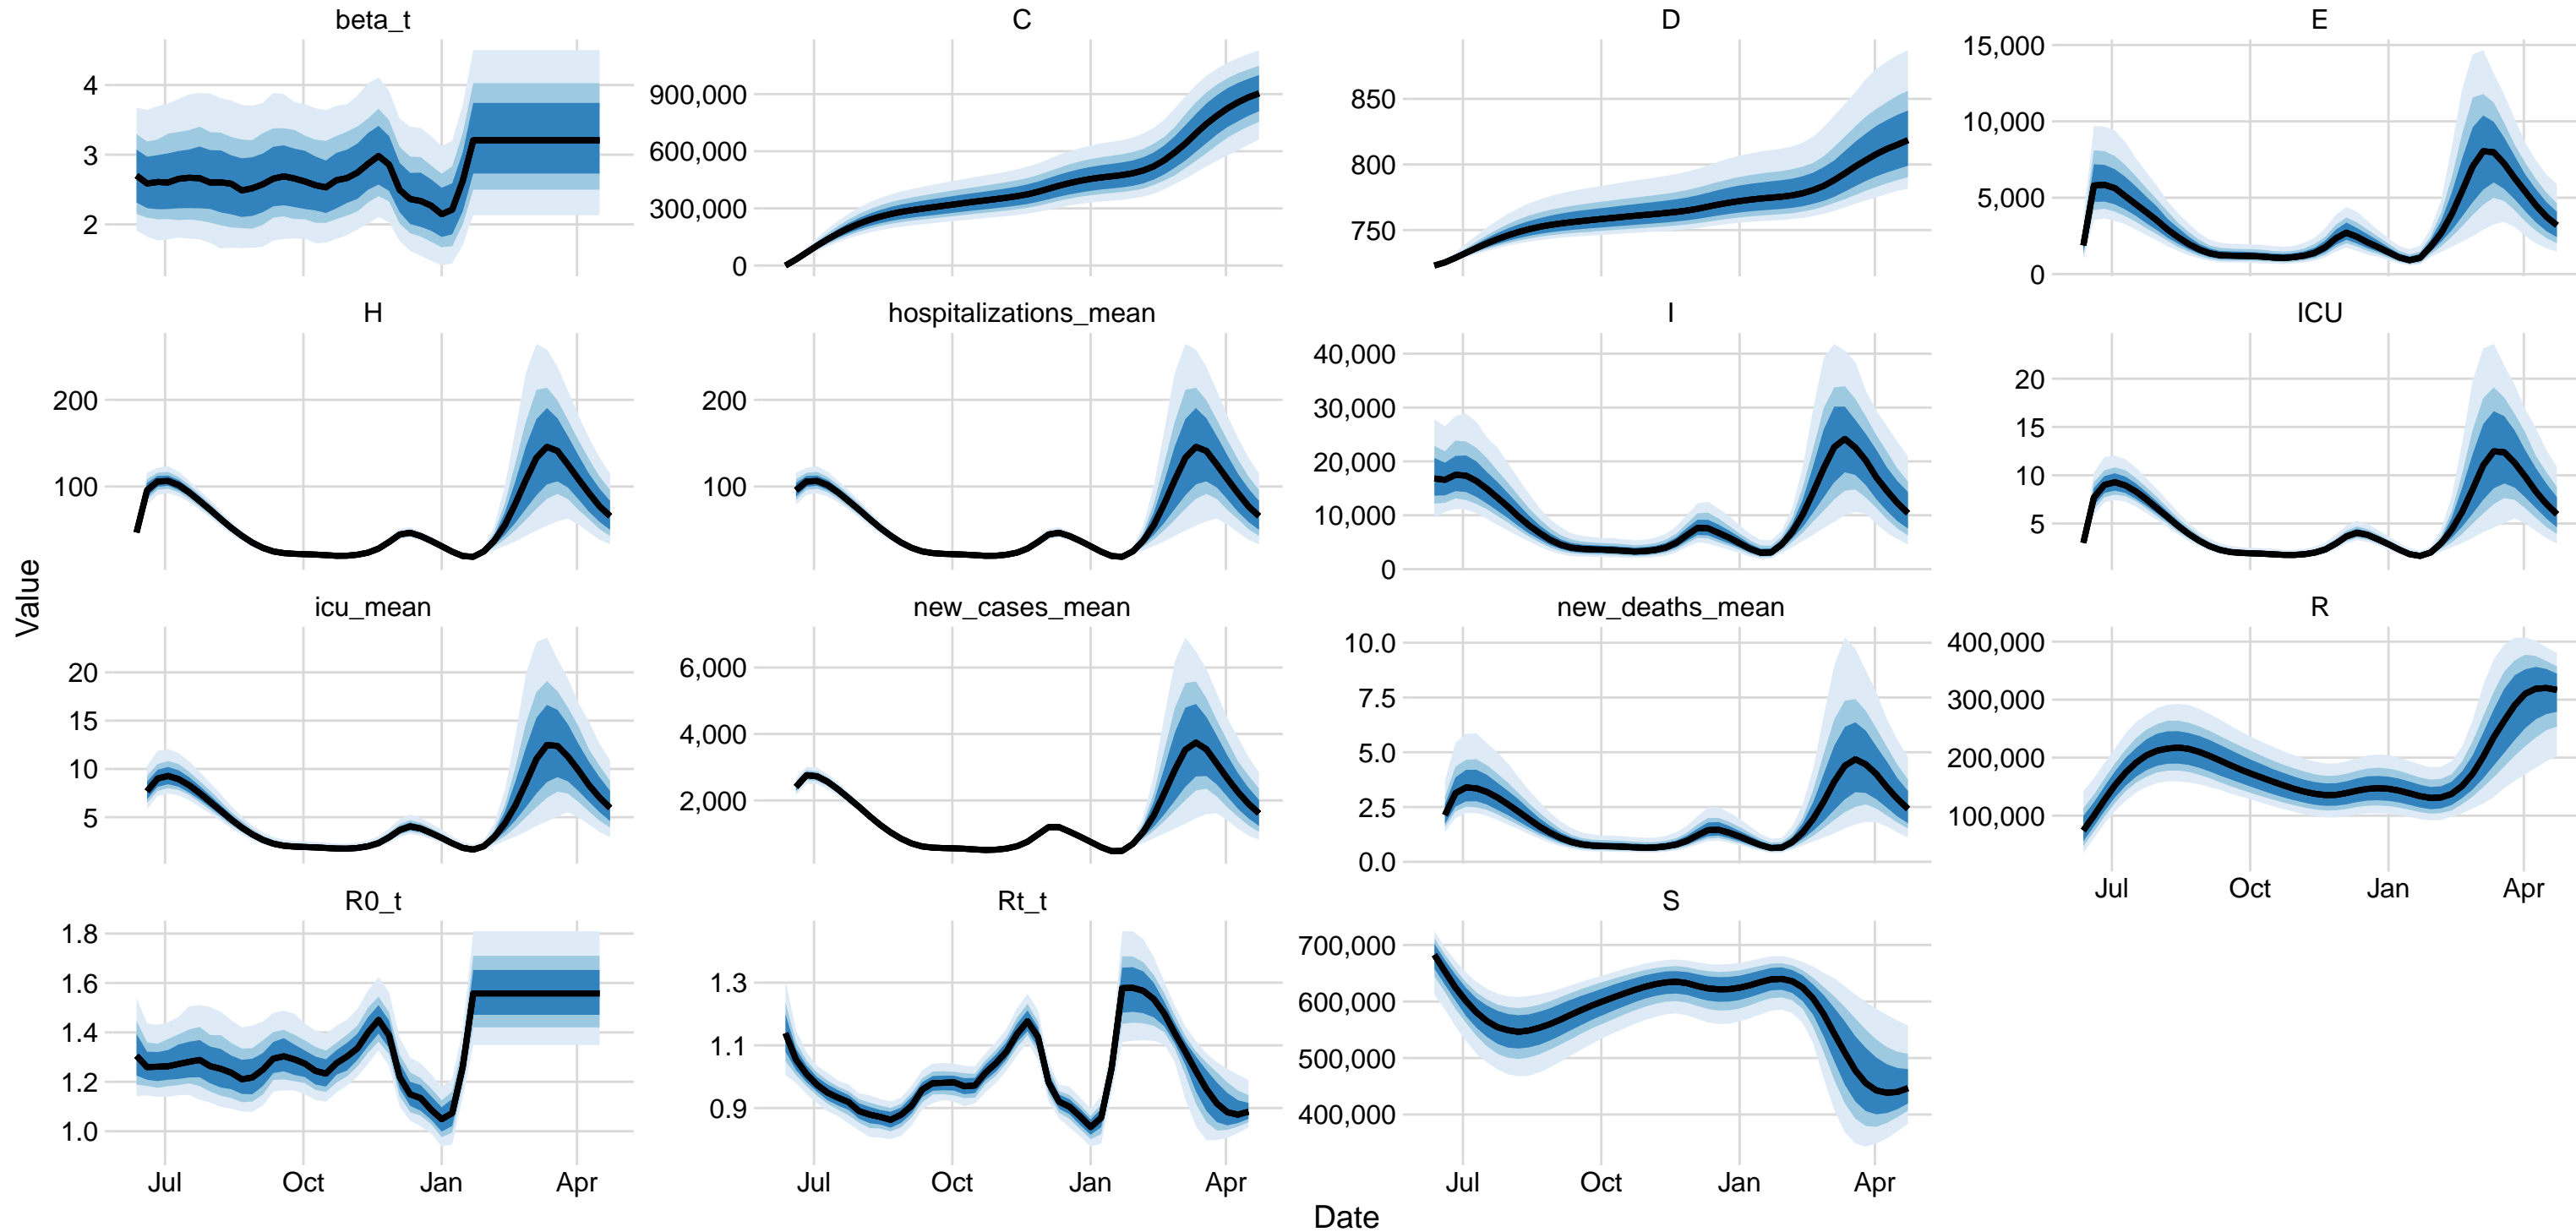 beta_t
C
D
E
4
3
2
900,000
600,000
300,000
0
850
800
750
15,000
10,000
5,000
0
H
hospitalizations_mean
I
ICU
200
100
200
100
40,000
30,000
20,000
10,000
0
20
15
10
5
Value
icu_mean
new_cases_mean
new_deaths_mean
R
20
15
10
5
6,000
4,000
2,000
10.0
7.5
5.0
2.5
0.0
400,000
300,000
200,000
100,000
Jul Oct Jan Apr
R0_t
Rt_t
S
1.8
1.6
1.4
1.2
1.0
1.3
1.1
0.9
700,000
600,000
500,000
400,000
Jul Oct Jan Apr
Jul Oct Jan Apr
Jul Oct Jan Apr
Date